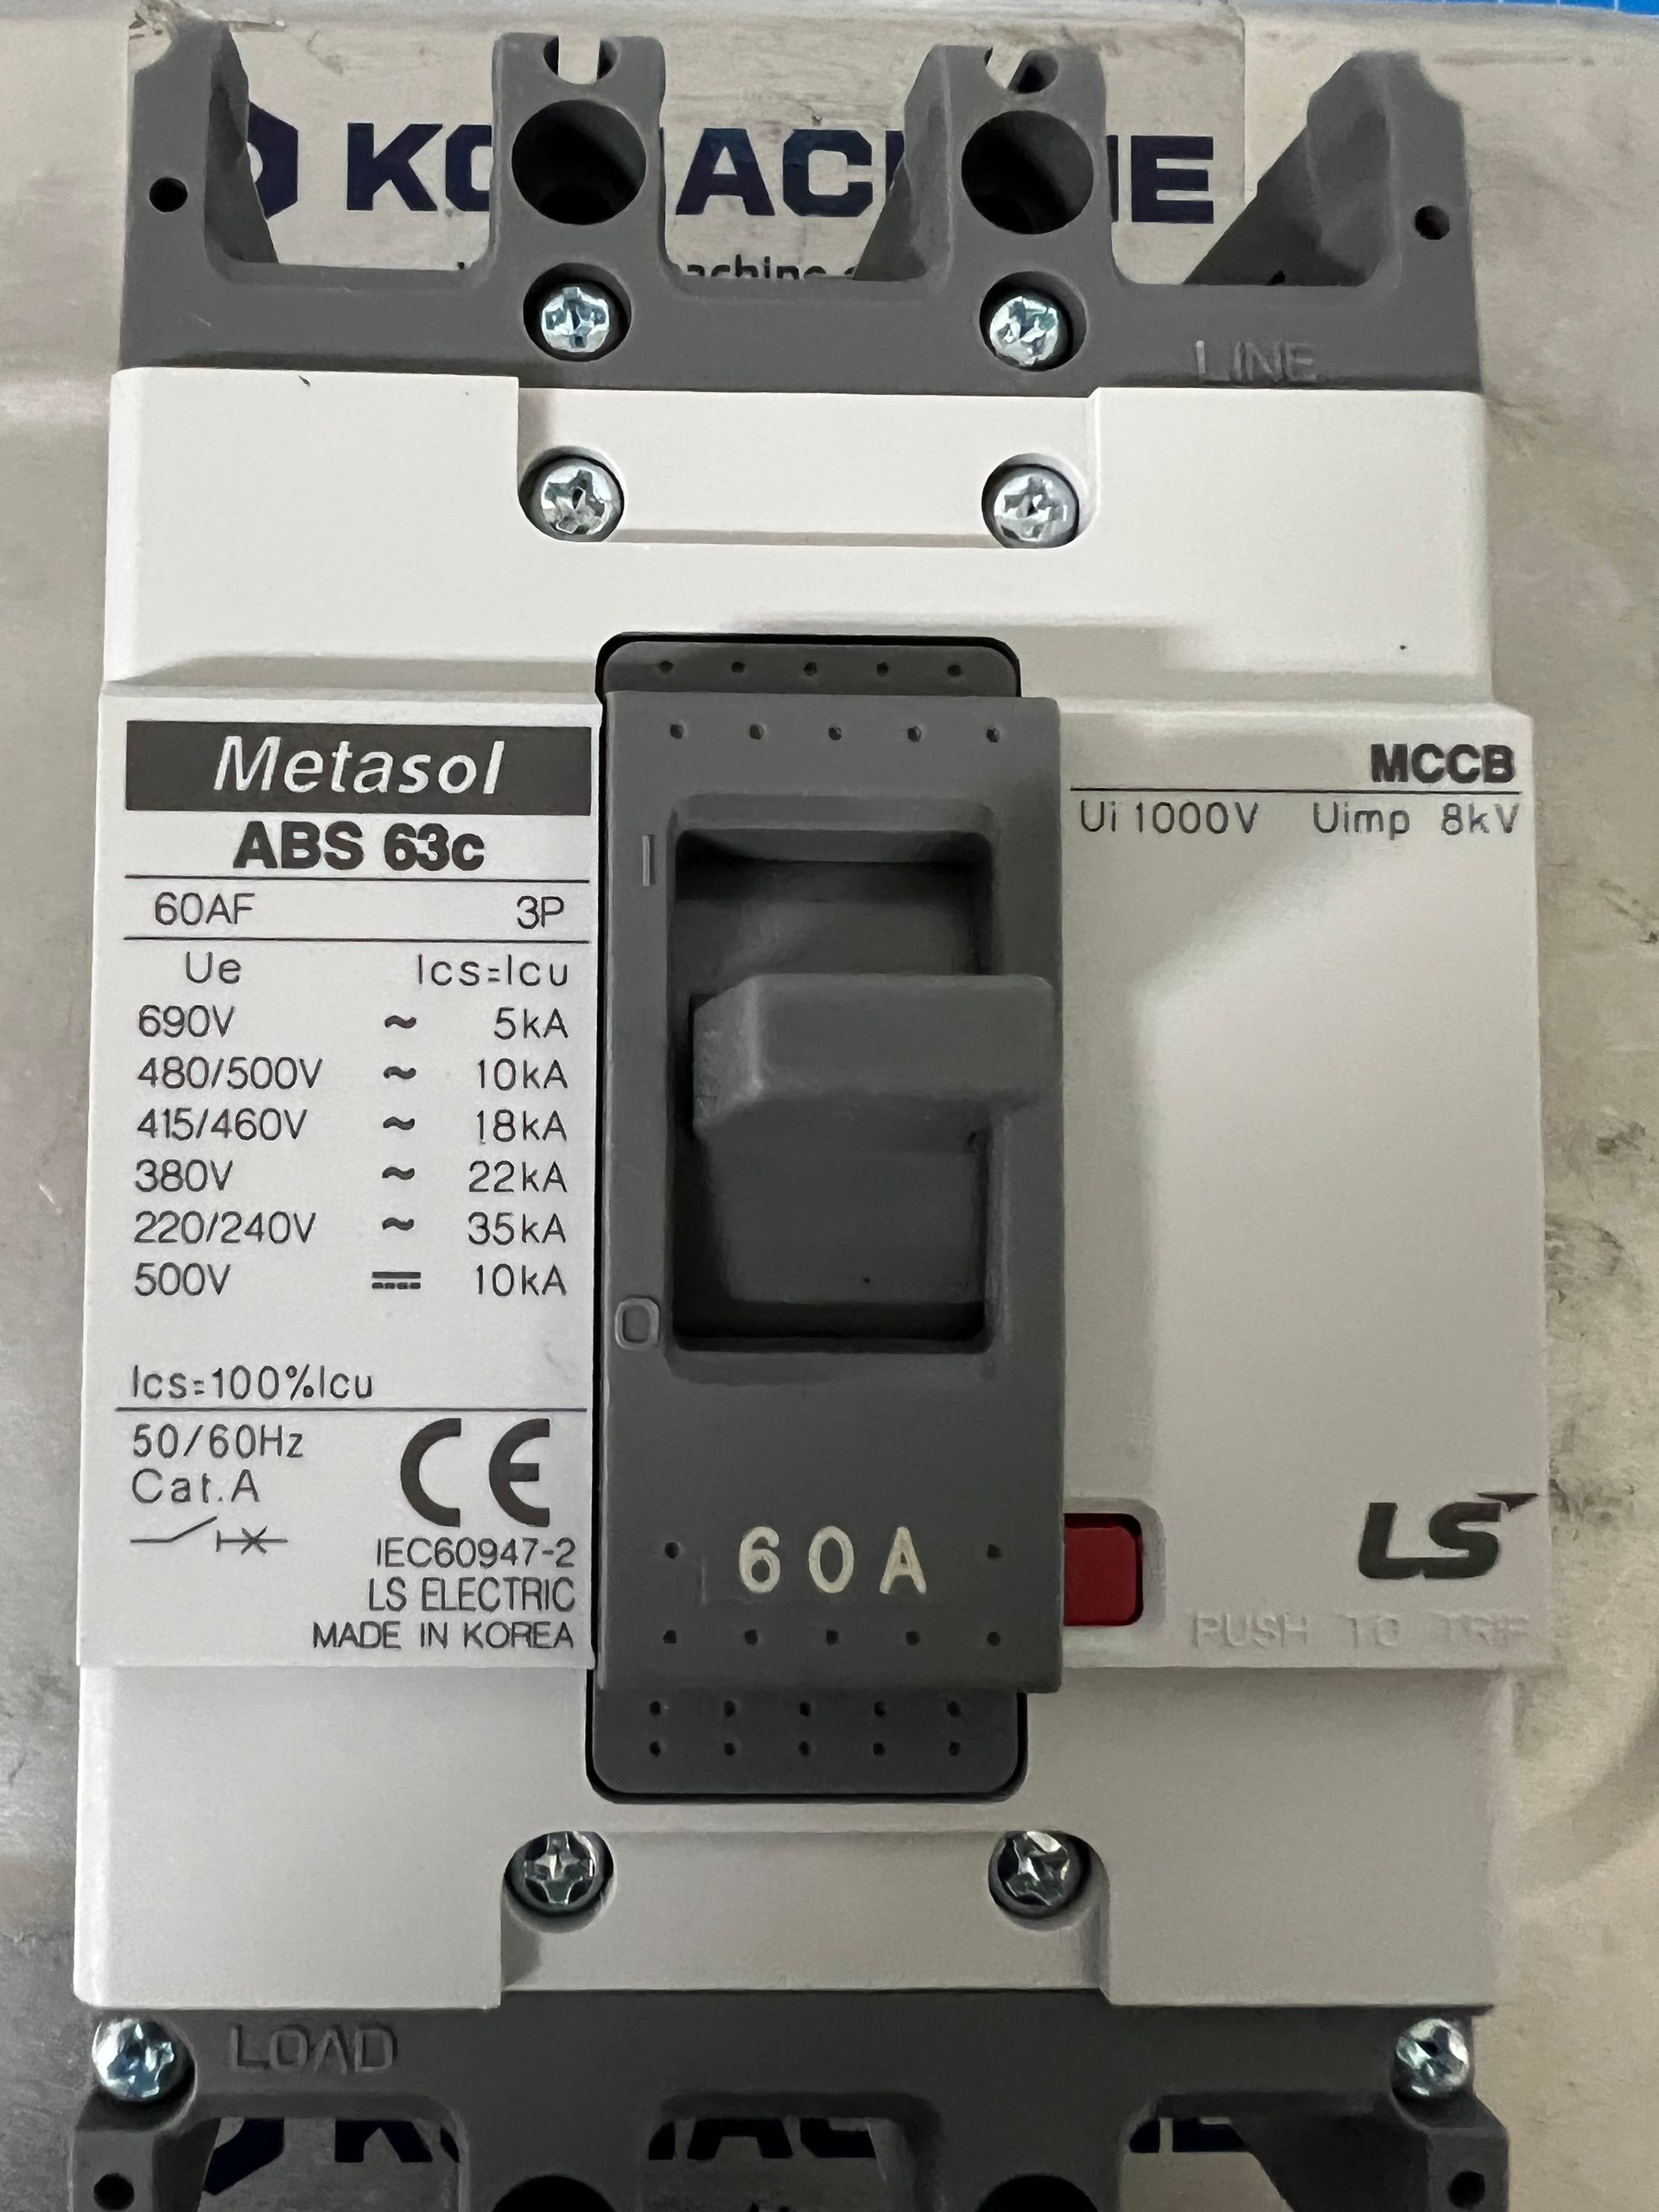 KOMACHINE
LINE
Metasol
ABS 63c
60AF 3P
Ue Ics=Icu
690V ~ 5kA
480/500V ~ 10kA
415/460V ~ 18kA
380V ~ 22kA
220/240V ~ 35kA
500V ⎓ 10kA
Ics=100%Icu
50/60Hz
Cat.A
CE
IEC60947-2
LS ELECTRIC
MADE IN KOREA
I
O
60A
MCCB
Ui 1000V Uimp 8kV
LS
PUSH TO TRIP
LOAD